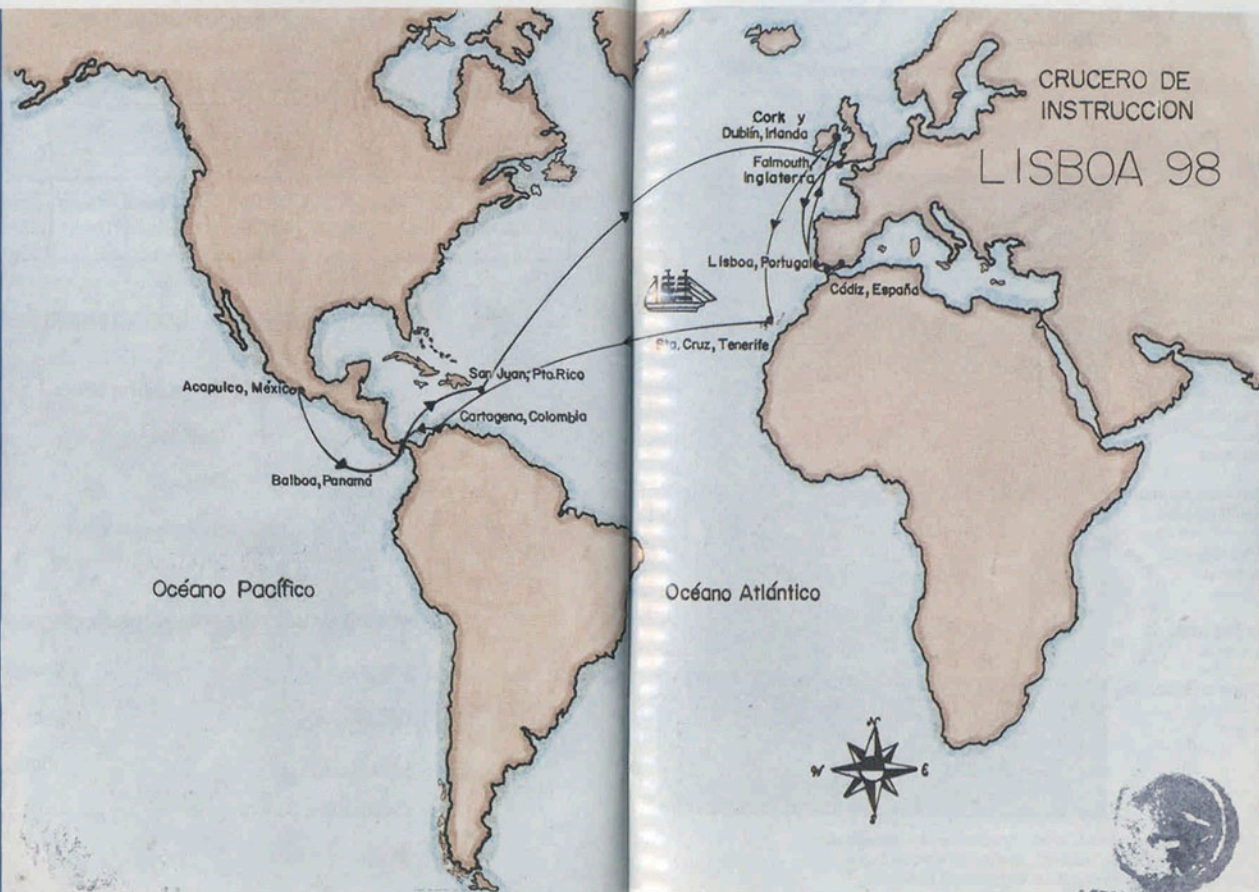 CRUCERO DE
INSTRUCCION
LISBOA 98
Cork y
Dublín, Irlanda
Falmouth,
Inglaterra
Lisboa, Portugal
Cádiz, España
Sta. Cruz, Tenerife
San Juan, Pto. Rico
Acapulco, México
Cartagena, Colombia
Balboa, Panamá
Océano Pacífico
Océano Atlántico
N
W
E
S